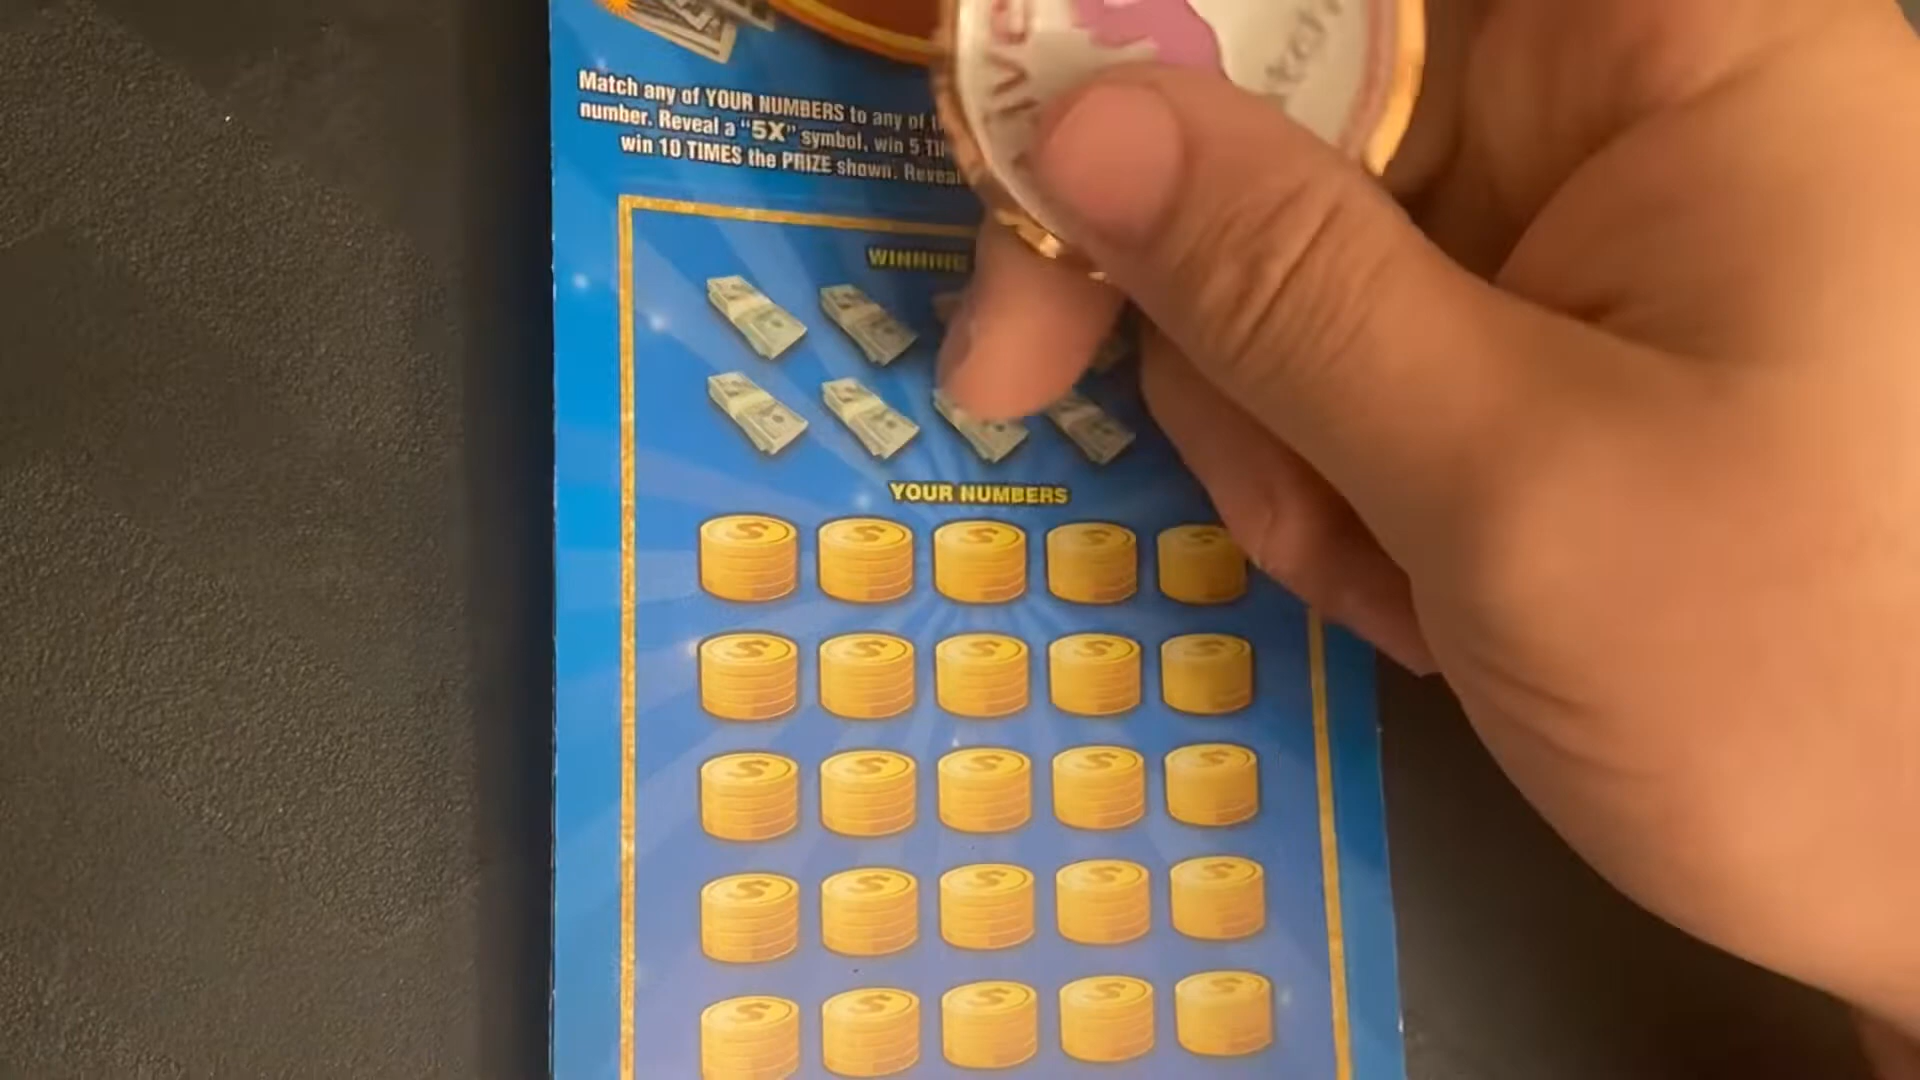 Match any of YOUR NUMBERS to any of
number. Reveal a "5X" symbol, win 5
win 10 TIMES the PRIZE shown. Reveal
WINNING
YOUR NUMBERS